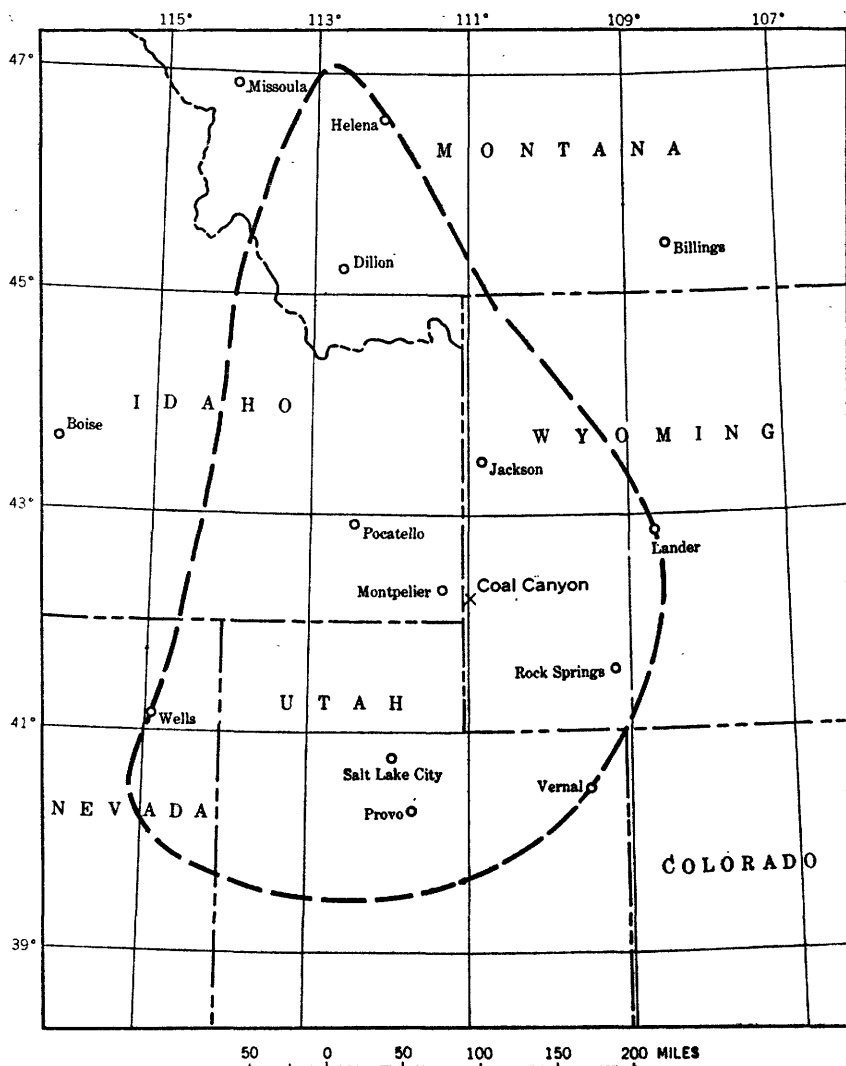 115° 113° 111° 109° 107°
47°
Missoula
Helena
M O N T A N A
Billings
Dillon
45°
I D A H O
Boise
W Y O M I N G
Jackson
43°
Pocatello
Lander
Montpelier
Coal Canyon
Rock Springs
U T A H
41°
Wells
Salt Lake City
Vernal
N E V A D A
Provo
COLORADO
39°
50 0 50 100 150 200 MILES